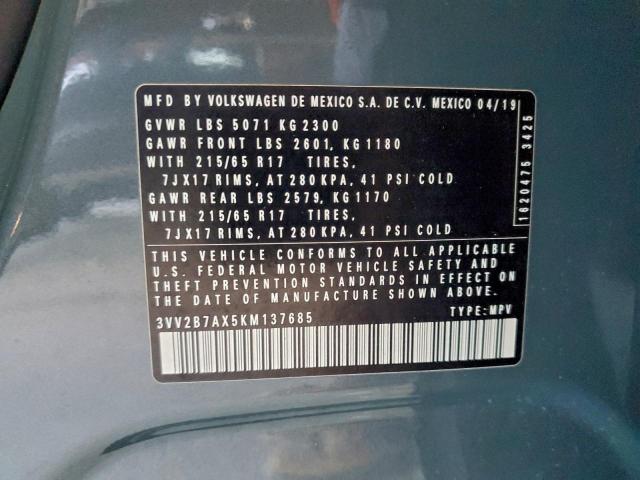 MFD BY VOLKSWAGEN DE MEXICO S.A. DE C.V. MEXICO 04/19
GVWR LBS 5071 KG 2300
GAWR FRONT LBS 2601, KG 1180
WITH 215/65 R17 TIRES,
7JX17 RIMS, AT 280 KPA, 41 PSI COLD
GAWR REAR LBS 2579, KG 1170
WITH 215/65 R17 TIRES,
7JX17 RIMS, AT 280 KPA, 41 PSI COLD
THIS VEHICLE CONFORMS TO ALL APPLICABLE
U.S. FEDERAL MOTOR VEHICLE SAFETY AND
THEFT PREVENTION STANDARDS IN EFFECT ON
THE DATE OF MANUFACTURE SHOWN ABOVE.
3VV2B7AX5KM137685 TYPE: MPV
1820475 3425